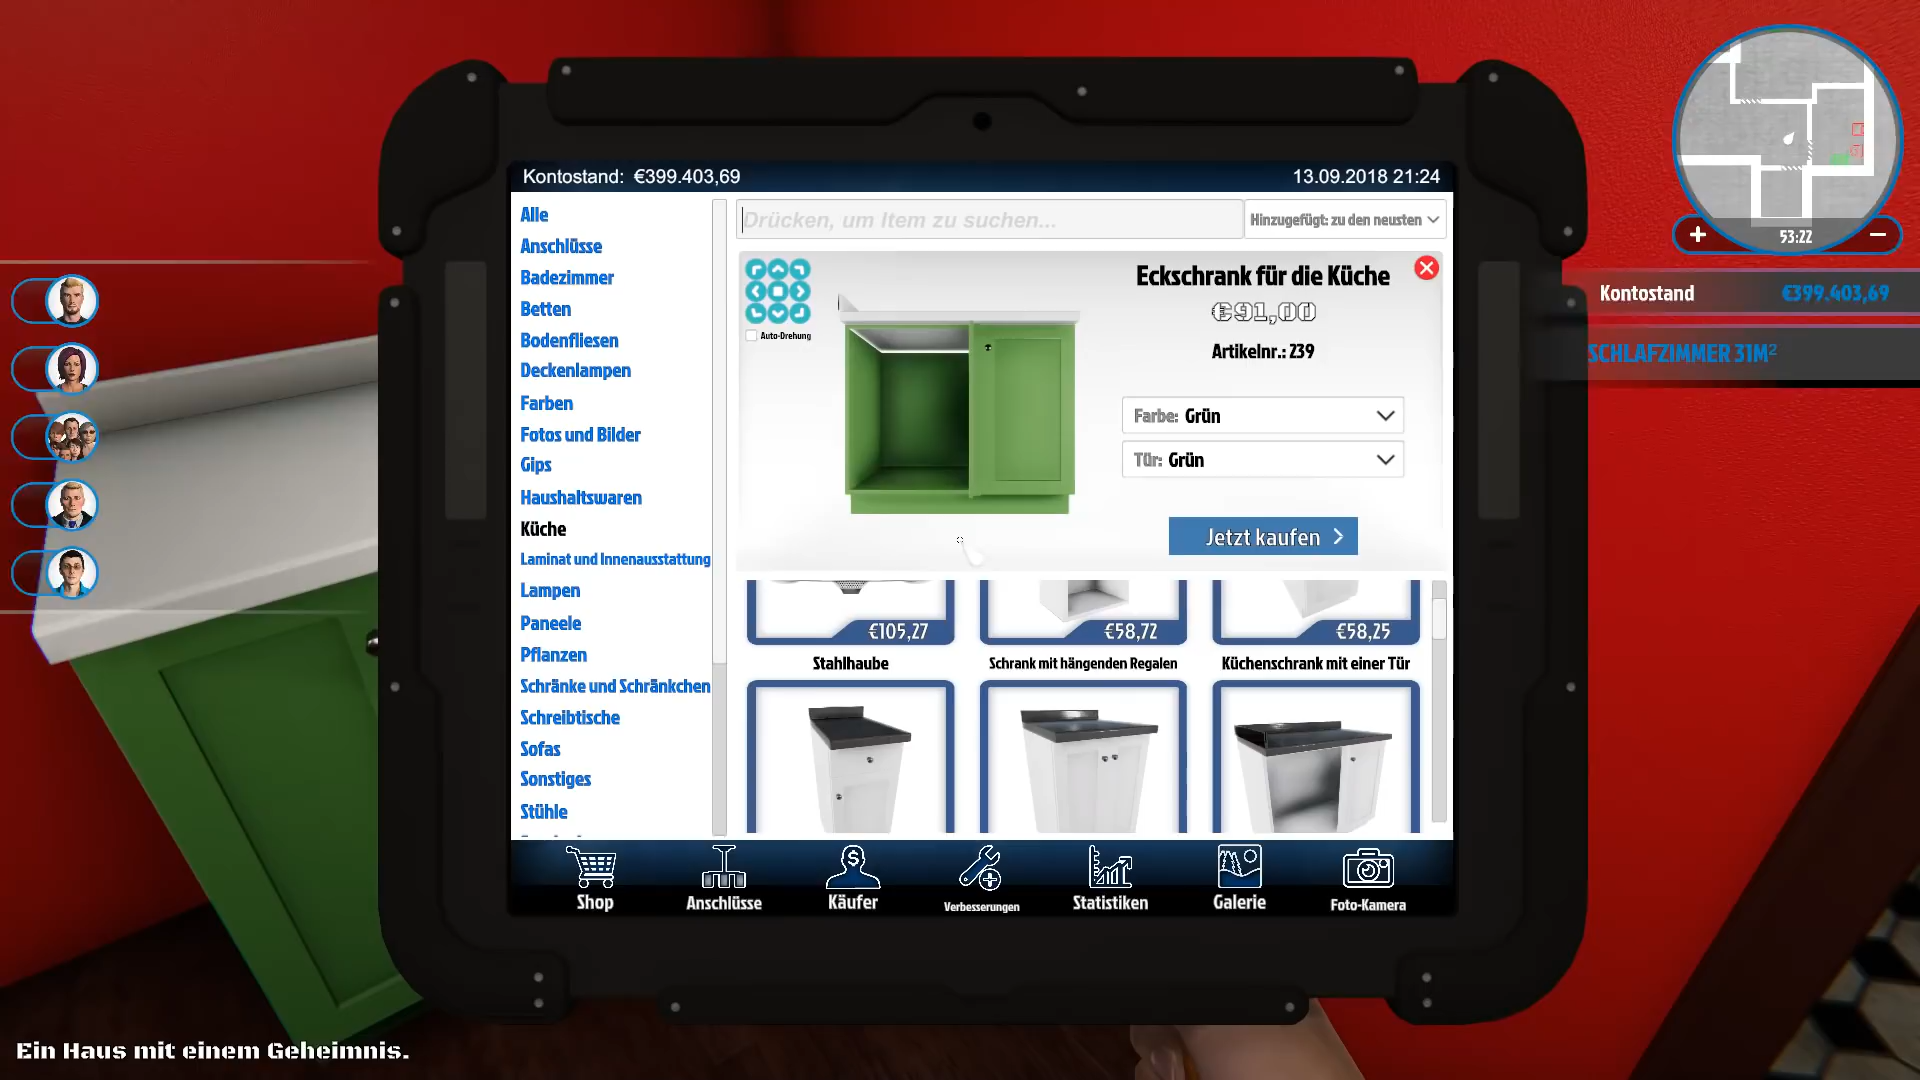 Kontostand: €399.403,69
13.09.2018 21:24
Alle
Anschlüsse
Badezimmer
Betten
Bodenfliesen
Deckenlampen
Farben
Fotos und Bilder
Gips
Haushaltswaren
Küche
Laminat und Innenausstattung
Lampen
Paneele
Pflanzen
Schränke und Schränkchen
Schreibtische
Sofas
Sonstiges
Stühle
Drücken, um Item zu suchen...
Hinzugefügt: zu den neusten
Auto-Drehung
Eckschrank für die Küche
€91,00
Artikelnr.: 239
Farbe: Grün
Tür: Grün
Jetzt kaufen
€105,27
€58,72
€58,25
Stahlhaube
Schrank mit hängenden Regalen
Küchenschrank mit einer Tür
Shop
Anschlüsse
Käufer
Verbesserungen
Statistiken
Galerie
Foto-Kamera
53:22
Kontostand €399.403,69
SCHLAFZIMMER 31M²
Ein Haus mit einem Geheimnis.